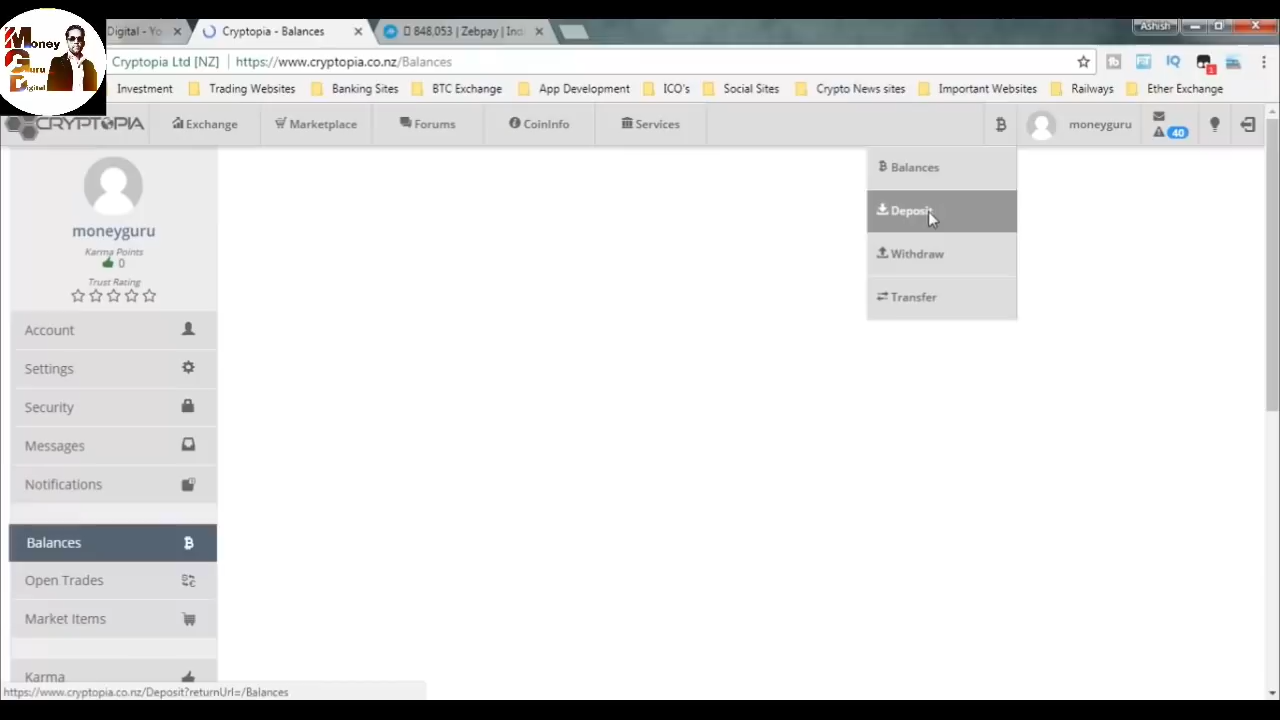 Money
Guru
Digital
Digital - Yo
Cryptopia - Balances
848,053 | Zebpay | In
Ashish
Cryptopia Ltd [NZ]
https://www.cryptopia.co.nz/Balances
IQ
1
Investment
Trading Websites
Banking Sites
BTC Exchange
App Development
ICO's
Social Sites
Crypto News sites
Important Websites
Railways
Ether Exchange
CRYPTOPIA
Exchange
Marketplace
Forums
CoinInfo
Services
moneyguru
40
Balances
Deposit
Withdraw
Transfer
moneyguru
Karma Points
0
Trust Rating
Account
Settings
Security
Messages
Notifications
Balances
Open Trades
Market Items
Karma
https://www.cryptopia.co.nz/Deposit?returnUrl=/Balances